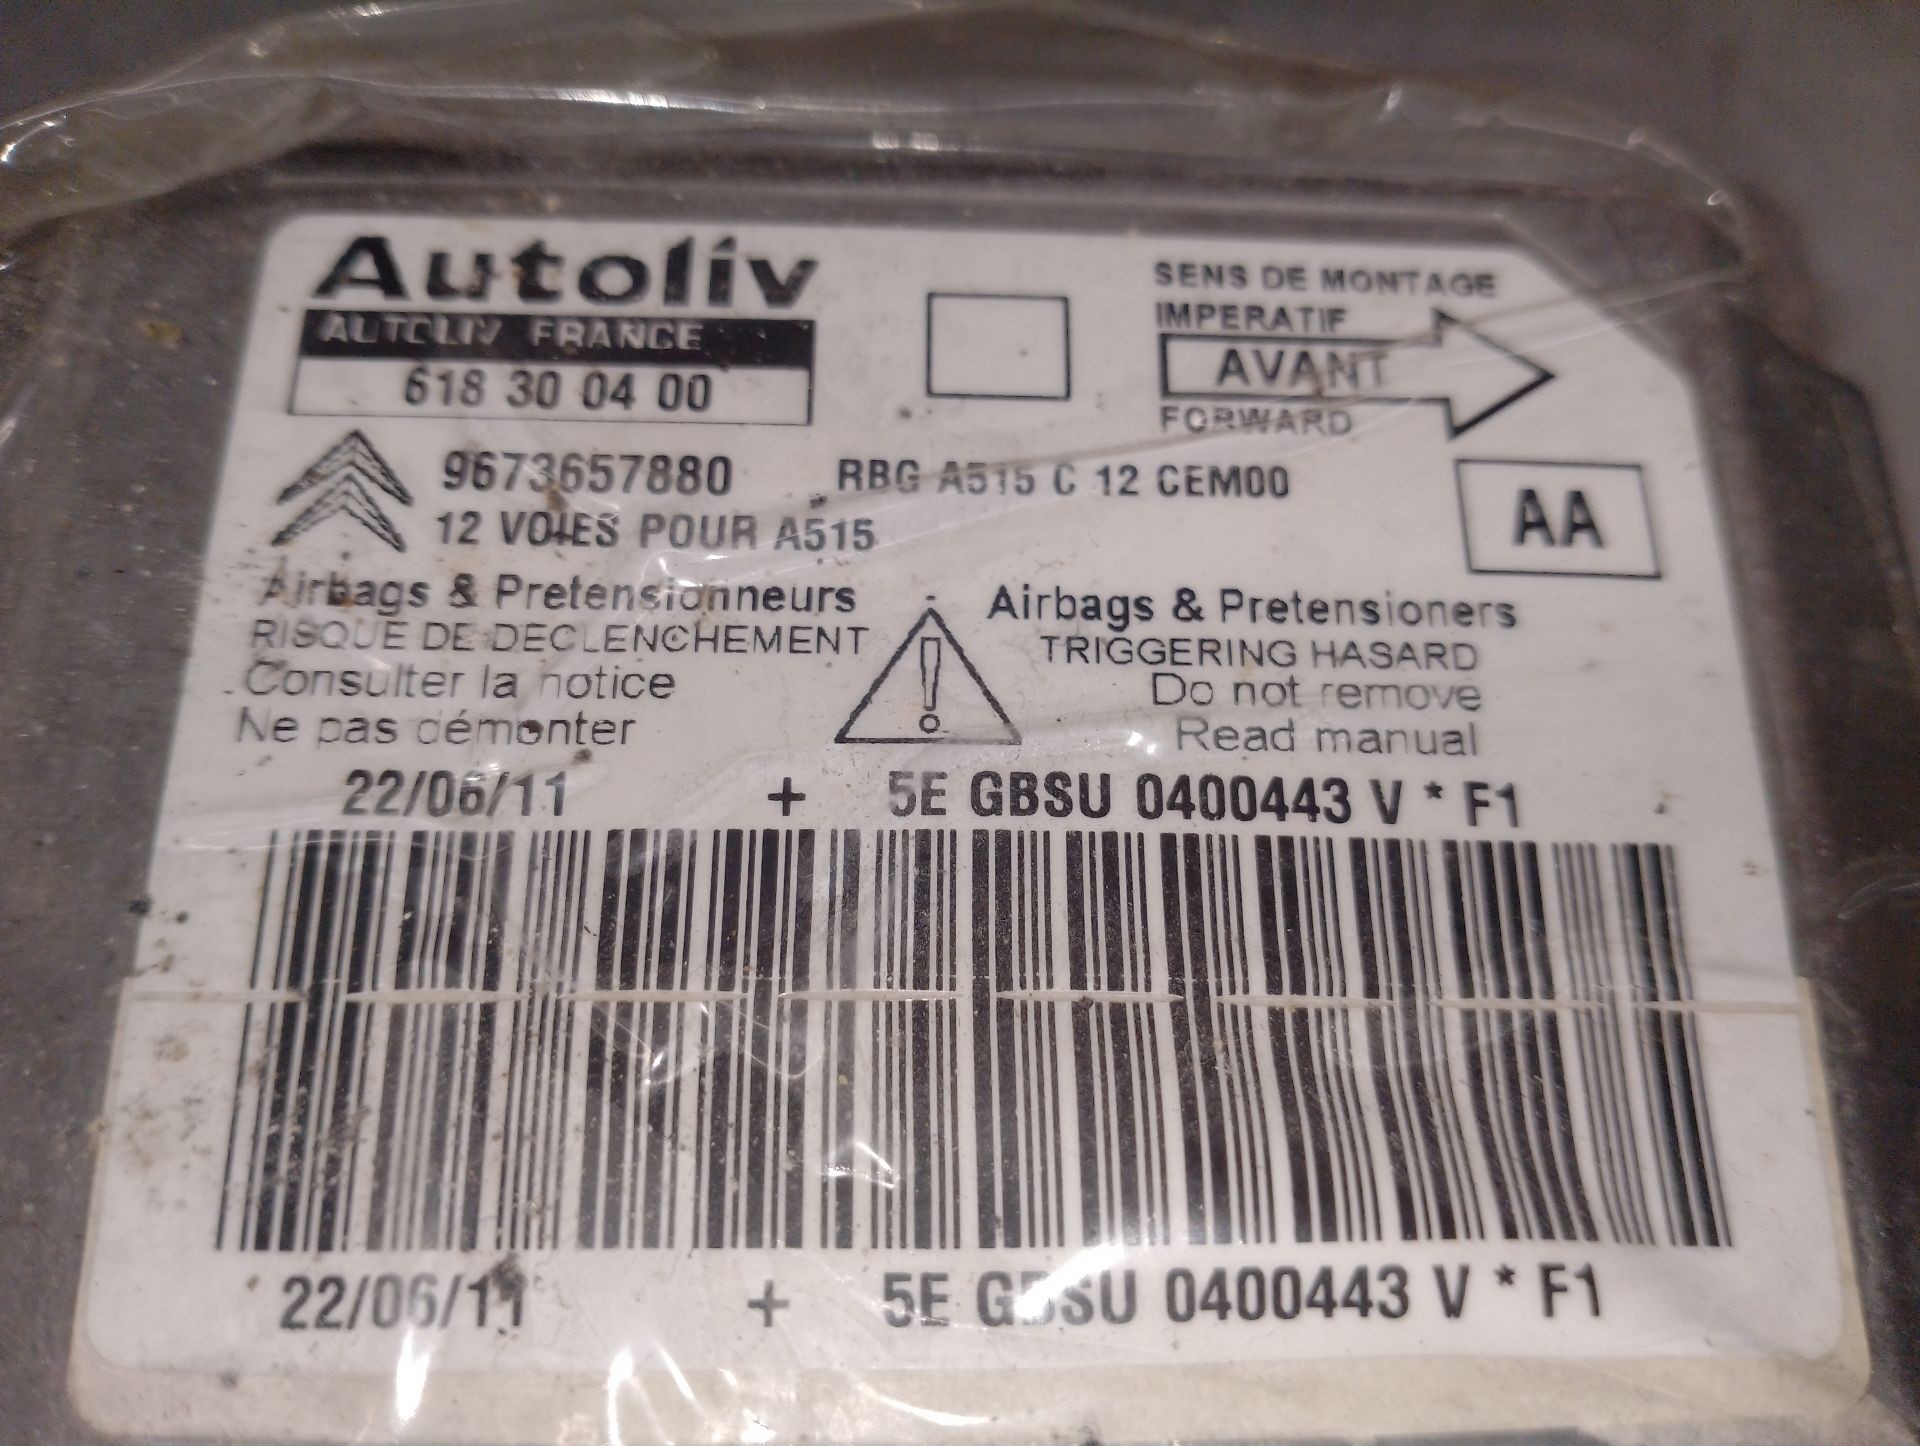 Autoliv
AUTOLIV FRANCE
618 30 04 00
SENS DE MONTAGE
IMPERATIF
AVANT
FORWARD
9673657880 RBG A515 C 12 CEM00
12 VOIES POUR A515
AA
Airbags & Pretensionneurs
RISQUE DE DECLENCHEMENT
Consulter la notice
Ne pas démonter
Airbags & Pretensioners
TRIGGERING HASARD
Do not remove
Read manual
22/06/11 + 5E GBSU 0400443 V * F1
22/06/11 + 5E GBSU 0400443 V * F1